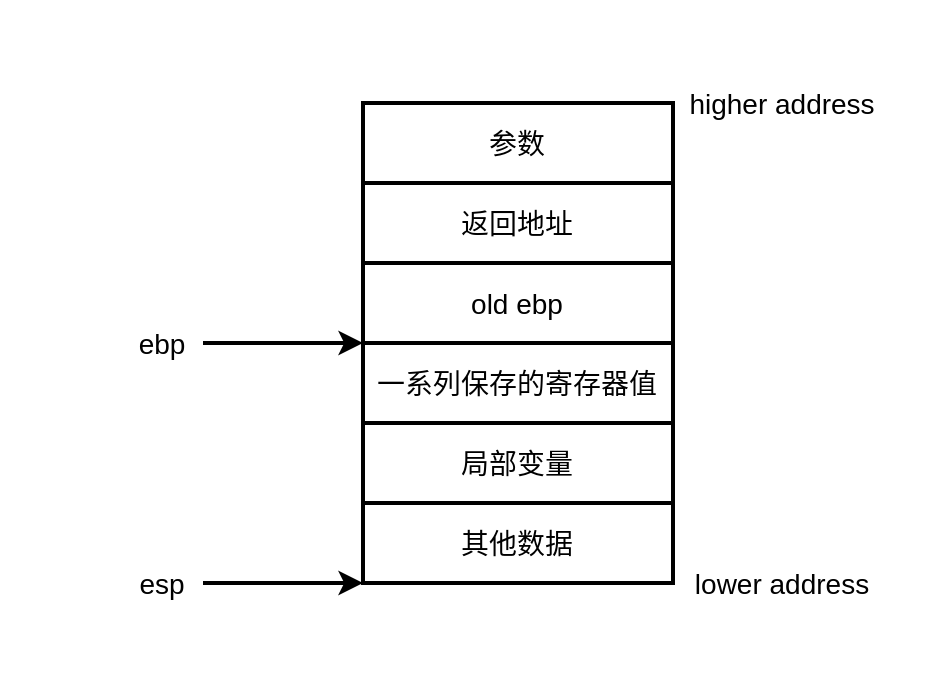 higher address
参数
返回地址
old ebp
ebp
一系列保存的寄存器值
局部变量
其他数据
esp
lower address